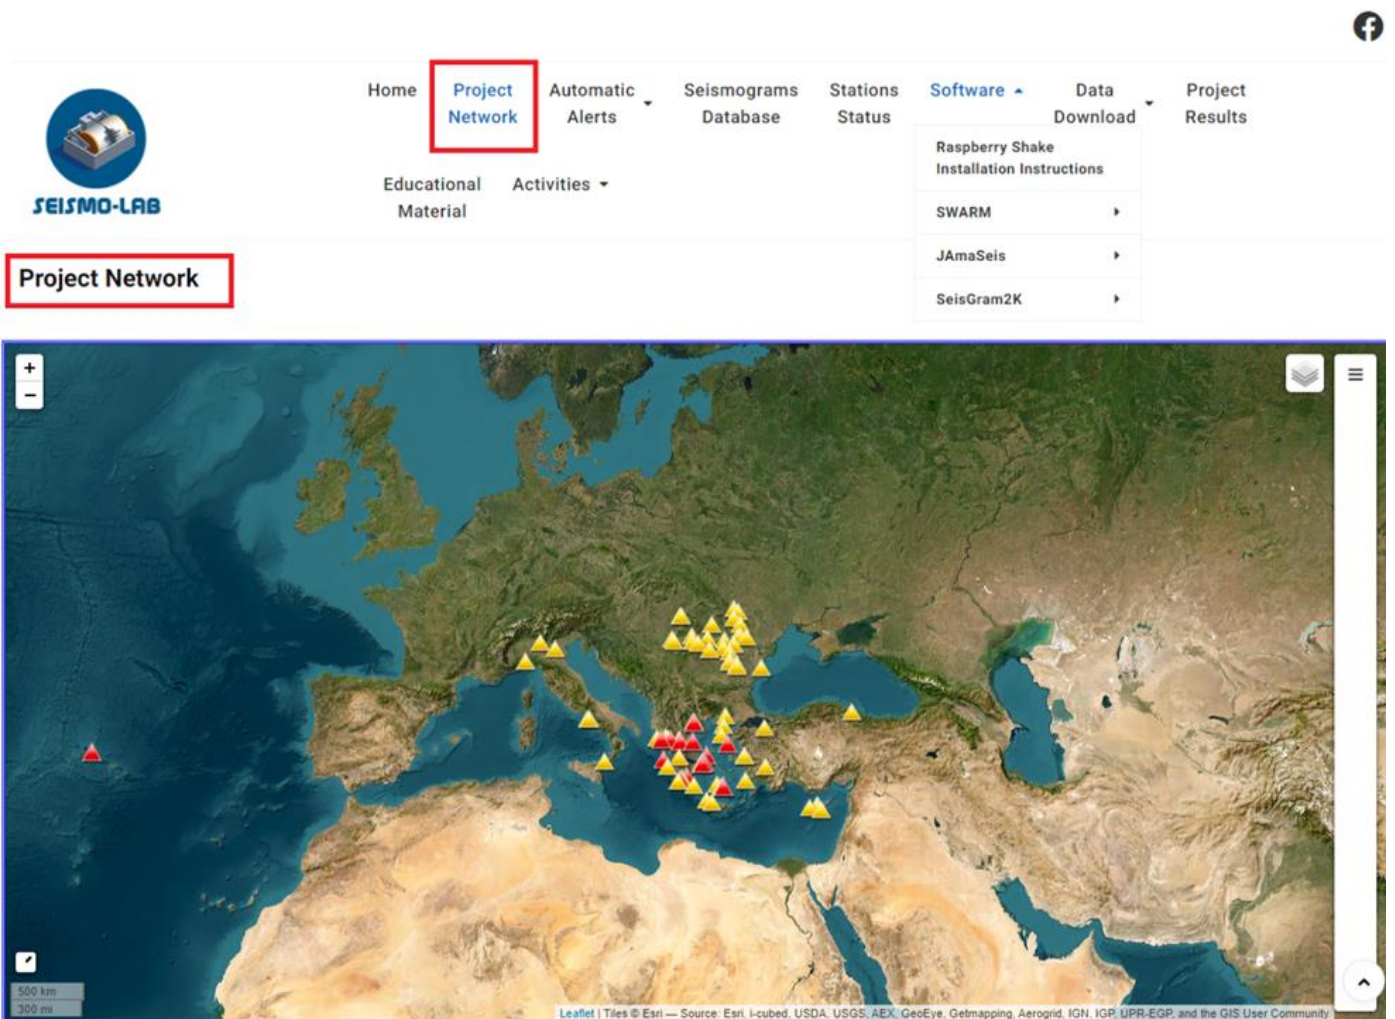 Home
Project
Network
Automatic
Alerts
Seismograms
Database
Stations
Status
Software
Data
Download
Project
Results
Raspberry Shake
Installation Instructions
SWARM
JAmaSeis
SeisGram2K
Educational
Material
Activities
SEISMO-LAB
Project Network
+
−
500 km
300 mi
Leaflet | Tiles © Esri — Source: Esri, i-cubed, USDA, USGS, AEX, GeoEye, Getmapping, Aerogrid, IGN, IGP, UPR-EGP, and the GIS User Community